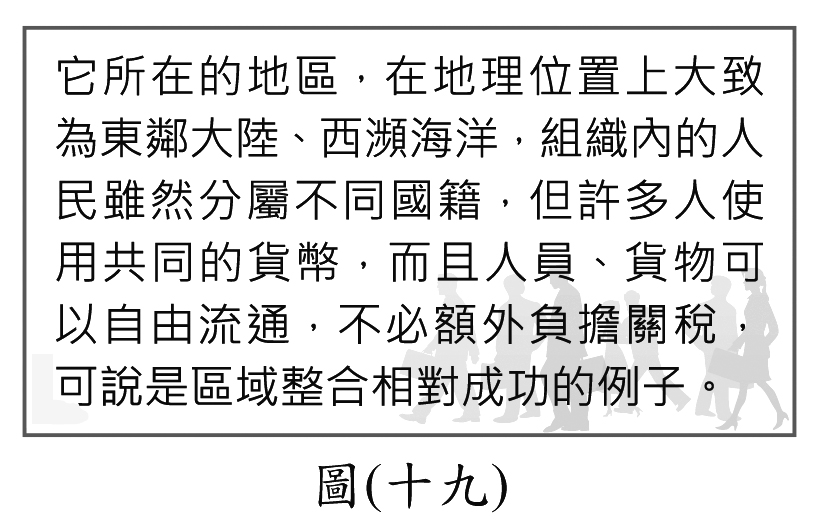 它所在的地區，在地理位置上大致
為東鄰大陸、西瀕海洋，組織內的人
民雖然分屬不同國籍，但許多人使
用共同的貨幣，而且人員、貨物可
以自由流通，不必額外負擔關稅，
可說是區域整合相對成功的例子。
圖(十九)